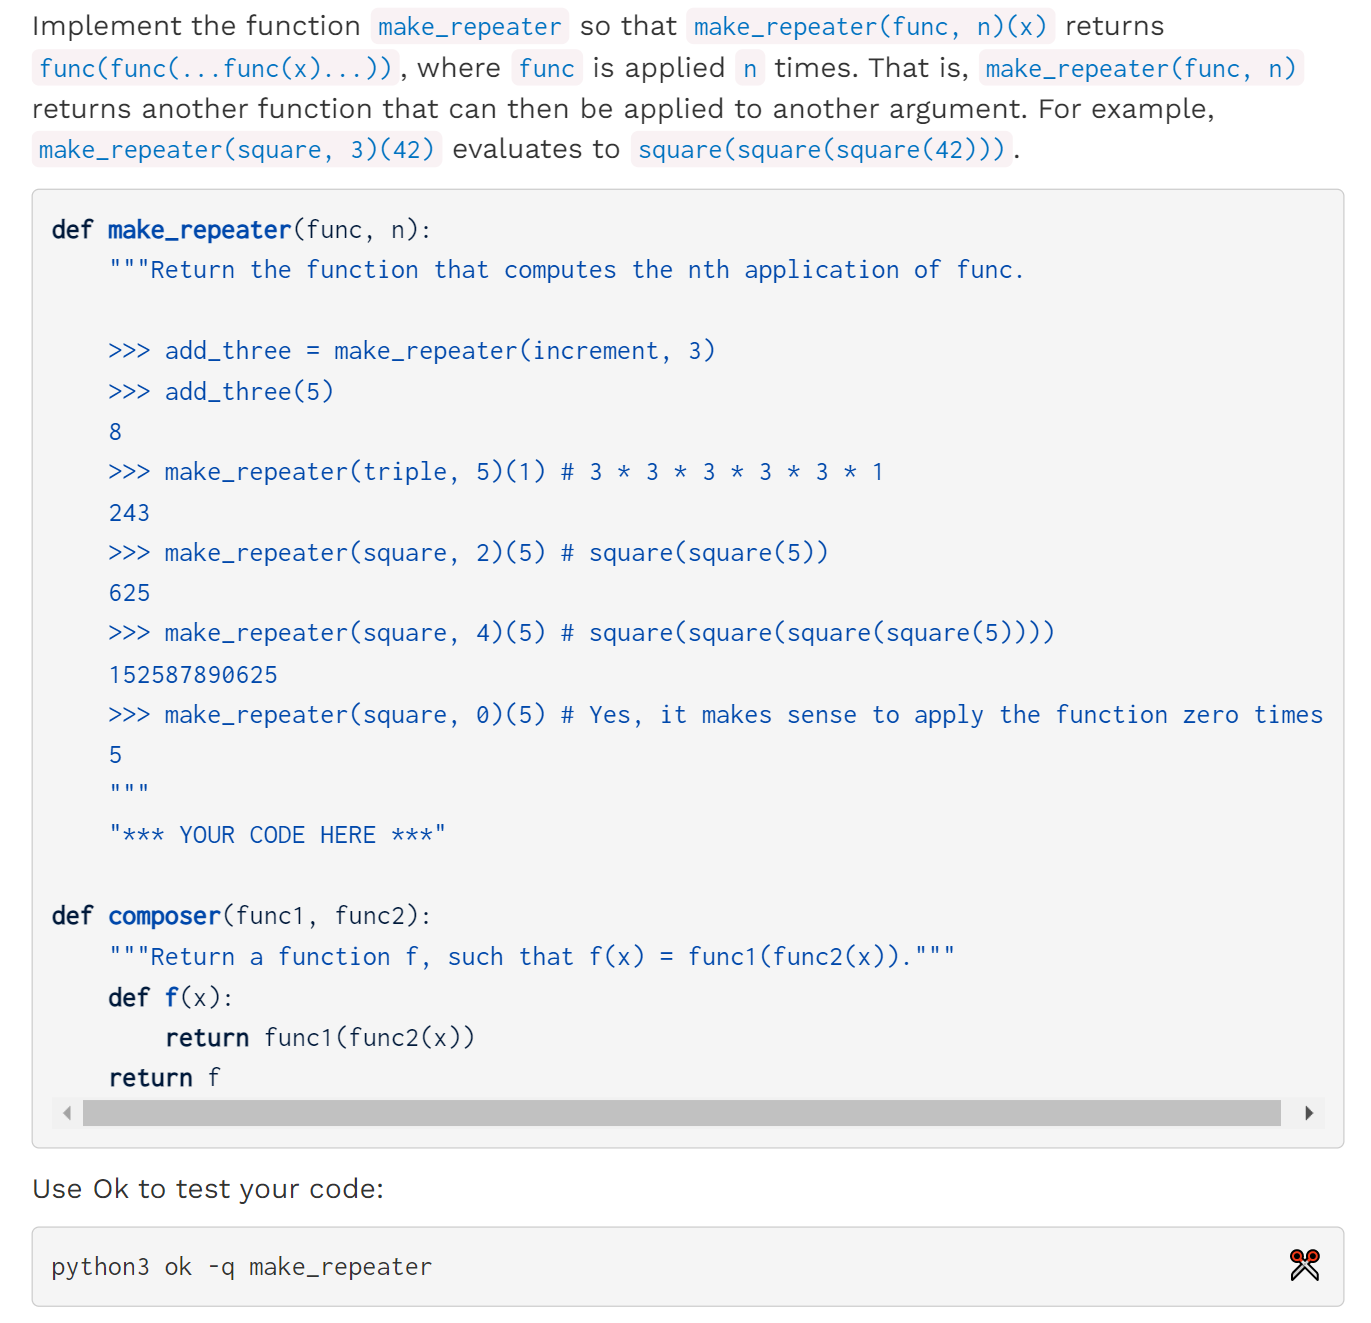 Implement the function make_repeater so that make_repeater(func, n)(x) returns
func(func(...func(x)...)), where func is applied n times. That is, make_repeater(func, n)
returns another function that can then be applied to another argument. For example,
make_repeater(square, 3)(42) evaluates to square(square(square(42))).
def make_repeater(func, n):
    """Return the function that computes the nth application of func.

    >>> add_three = make_repeater(increment, 3)
    >>> add_three(5)
    8
    >>> make_repeater(triple, 5)(1) # 3 * 3 * 3 * 3 * 3 * 1
    243
    >>> make_repeater(square, 2)(5) # square(square(5))
    625
    >>> make_repeater(square, 4)(5) # square(square(square(square(5))))
    152587890625
    >>> make_repeater(square, 0)(5) # Yes, it makes sense to apply the function zero times
    5
    """
    "*** YOUR CODE HERE ***"

def composer(func1, func2):
    """Return a function f, such that f(x) = func1(func2(x))."""
    def f(x):
        return func1(func2(x))
    return f
Use Ok to test your code:
python3 ok -q make_repeater